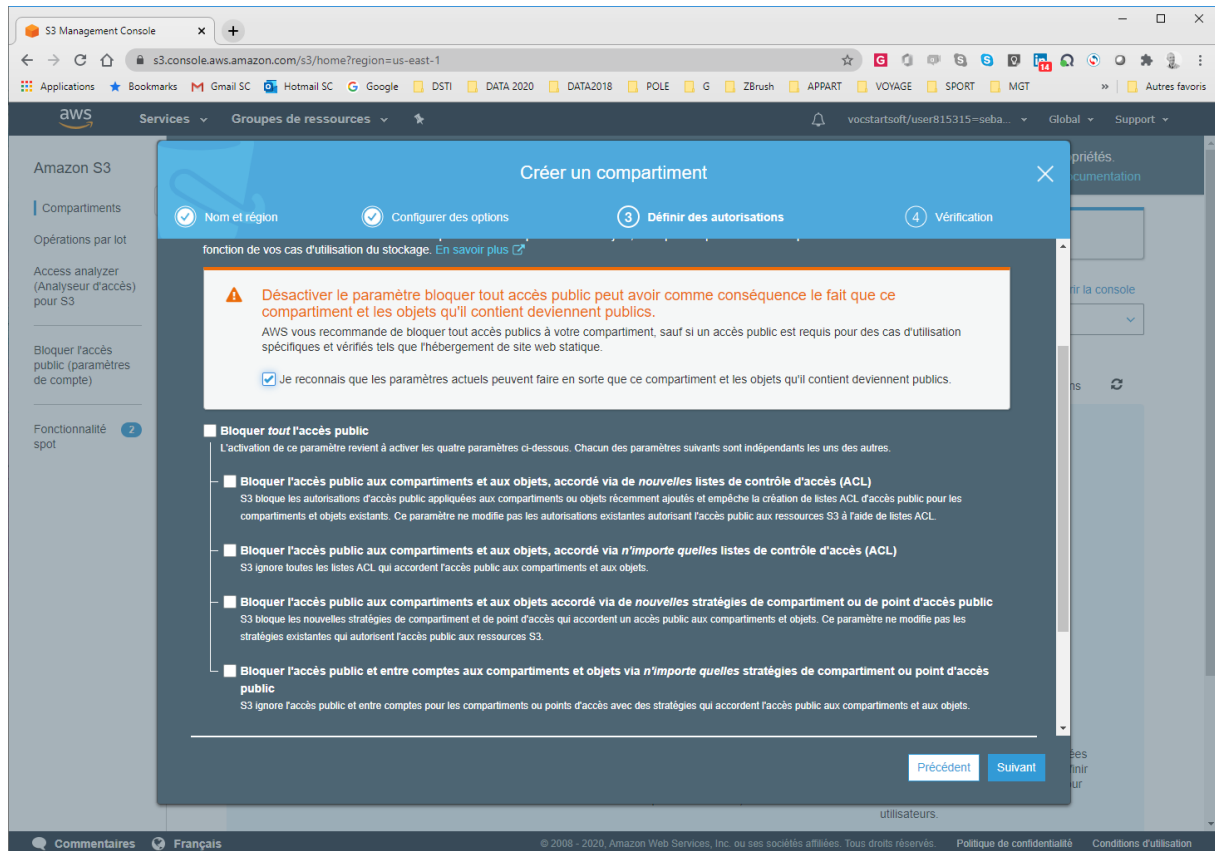 S3 Management Console
s3.console.aws.amazon.com/s3/home?region=us-east-1
14
Applications
Bookmarks
Gmail SC
Hotmail SC
Google
DSTI
DATA 2020
DATA2018
POLE
G
ZBrush
APPART
VOYAGE
SPORT
MGT
»
Autres favoris
aws
Services
Groupes de ressources
vocstartsoft/user815315=seba...
Global
Support
Amazon S3
Compartiments
Opérations par lot
Access analyzer
(Analyseur d'accès)
pour S3
Bloquer l'accès
public (paramètres
de compte)
Fonctionnalité 2
spot
Créer un compartiment
Nom et région
Configurer des options
3 Définir des autorisations
4 Vérification
fonction de vos cas d'utilisation du stockage. En savoir plus
Désactiver le paramètre bloquer tout accès public peut avoir comme conséquence le fait que ce
compartiment et les objets qu'il contient deviennent publics.
AWS vous recommande de bloquer tout accès publics à votre compartiment, sauf si un accès public est requis pour des cas d'utilisation
spécifiques et vérifiés tels que l'hébergement de site web statique.
Je reconnais que les paramètres actuels peuvent faire en sorte que ce compartiment et les objets qu'il contient deviennent publics.
Bloquer tout l'accès public
L'activation de ce paramètre revient à activer les quatre paramètres ci-dessous. Chacun des paramètres suivants sont indépendants les uns des autres.
Bloquer l'accès public aux compartiments et aux objets, accordé via de nouvelles listes de contrôle d'accès (ACL)
S3 bloque les autorisations d'accès public appliquées aux compartiments ou objets récemment ajoutés et empêche la création de listes ACL d'accès public pour les
compartiments et objets existants. Ce paramètre ne modifie pas les autorisations existantes autorisant l'accès public aux ressources S3 à l'aide de listes ACL.
Bloquer l'accès public aux compartiments et aux objets, accordé via n'importe quelles listes de contrôle d'accès (ACL)
S3 ignore toutes les listes ACL qui accordent l'accès public aux compartiments et aux objets.
Bloquer l'accès public aux compartiments et aux objets accordé via de nouvelles stratégies de compartiment ou de point d'accès public
S3 bloque les nouvelles stratégies de compartiment et de point d'accès qui accordent un accès public aux compartiments et objets. Ce paramètre ne modifie pas les
stratégies existantes qui autorisent l'accès public aux ressources S3.
Bloquer l'accès public et entre comptes aux compartiments et objets via n'importe quelles stratégies de compartiment ou point d'accès
public
S3 ignore l'accès public et entre comptes pour les compartiments ou points d'accès avec des stratégies qui accordent l'accès public aux compartiments et aux objets.
Précédent
Suivant
opriétés.
ocumentation
rir la console
ns
ées
finir
ur
utilisateurs.
Commentaires
Français
© 2008 - 2020, Amazon Web Services, Inc. ou ses sociétés affiliées. Tous droits réservés.
Politique de confidentialité
Conditions d'utilisation